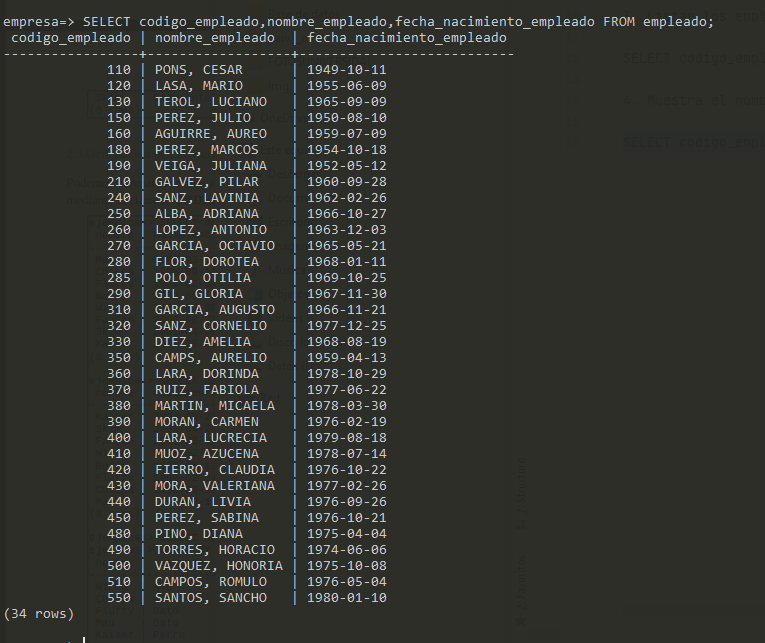 empresa=> SELECT codigo_empleado,nombre_empleado,fecha_nacimiento_empleado FROM empleado;
 codigo_empleado | nombre_empleado  | fecha_nacimiento_empleado
-----------------+------------------+---------------------------
             110 | PONS, CESAR      | 1949-10-11
             120 | LASA, MARIO      | 1955-06-09
             130 | TEROL, LUCIANO   | 1965-09-09
             150 | PEREZ, JULIO     | 1950-08-10
             160 | AGUIRRE, AUREO   | 1959-07-09
             180 | PEREZ, MARCOS    | 1954-10-18
             190 | VEIGA, JULIANA   | 1952-05-12
             210 | GALVEZ, PILAR    | 1960-09-28
             240 | SANZ, LAVINIA    | 1962-02-26
             250 | ALBA, ADRIANA    | 1966-10-27
             260 | LOPEZ, ANTONIO   | 1963-12-03
             270 | GARCIA, OCTAVIO  | 1965-05-21
             280 | FLOR, DOROTEA    | 1968-01-11
             285 | POLO, OTILIA     | 1969-10-25
             290 | GIL, GLORIA      | 1967-11-30
             310 | GARCIA, AUGUSTO  | 1966-11-21
             320 | SANZ, CORNELIO   | 1977-12-25
             330 | DIEZ, AMELIA     | 1968-08-19
             350 | CAMPS, AURELIO   | 1959-04-13
             360 | LARA, DORINDA    | 1978-10-29
             370 | RUIZ, FABIOLA    | 1977-06-22
             380 | MARTIN, MICAELA  | 1978-03-30
             390 | MORAN, CARMEN    | 1976-02-19
             400 | LARA, LUCRECIA   | 1979-08-18
             410 | MUOZ, AZUCENA    | 1978-07-14
             420 | FIERRO, CLAUDIA  | 1976-10-22
             430 | MORA, VALERIANA  | 1977-02-26
             440 | DURAN, LIVIA     | 1976-09-26
             450 | PEREZ, SABINA    | 1976-10-21
             480 | PINO, DIANA      | 1975-04-04
             490 | TORRES, HORACIO  | 1974-06-06
             500 | VAZQUEZ, HONORIA | 1975-10-08
             510 | CAMPOS, ROMULO   | 1976-05-04
             550 | SANTOS, SANCHO   | 1980-01-10
(34 rows)